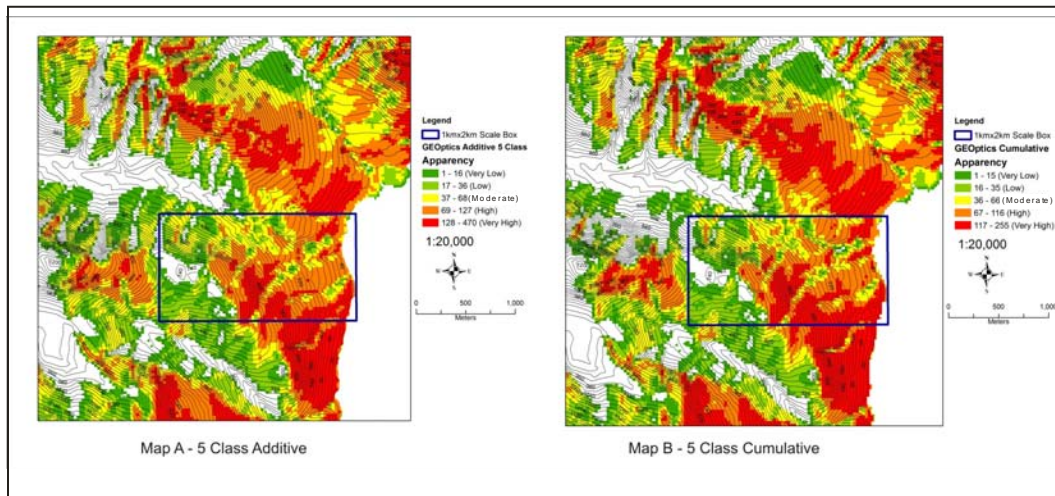 Legend
1kmx2km Scale Box
GEOptics Additive 5 Class
Apparency
1 - 16 (Very Low)
17 - 36 (Low)
37 - 68 (Moderate)
69 - 127 (High)
128 - 470 (Very High)
1:20,000
N
W E
S
0 500 1,000
Meters
Map A - 5 Class Additive
Legend
1kmx2km Scale Box
GEOptics Cumulative
Apparency
1 - 15 (Very Low)
16 - 35 (Low)
36 - 66 (Moderate)
67 - 116 (High)
117 - 255 (Very High)
1:20,000
N
W E
S
0 500 1,000
Meters
Map B - 5 Class Cumulative